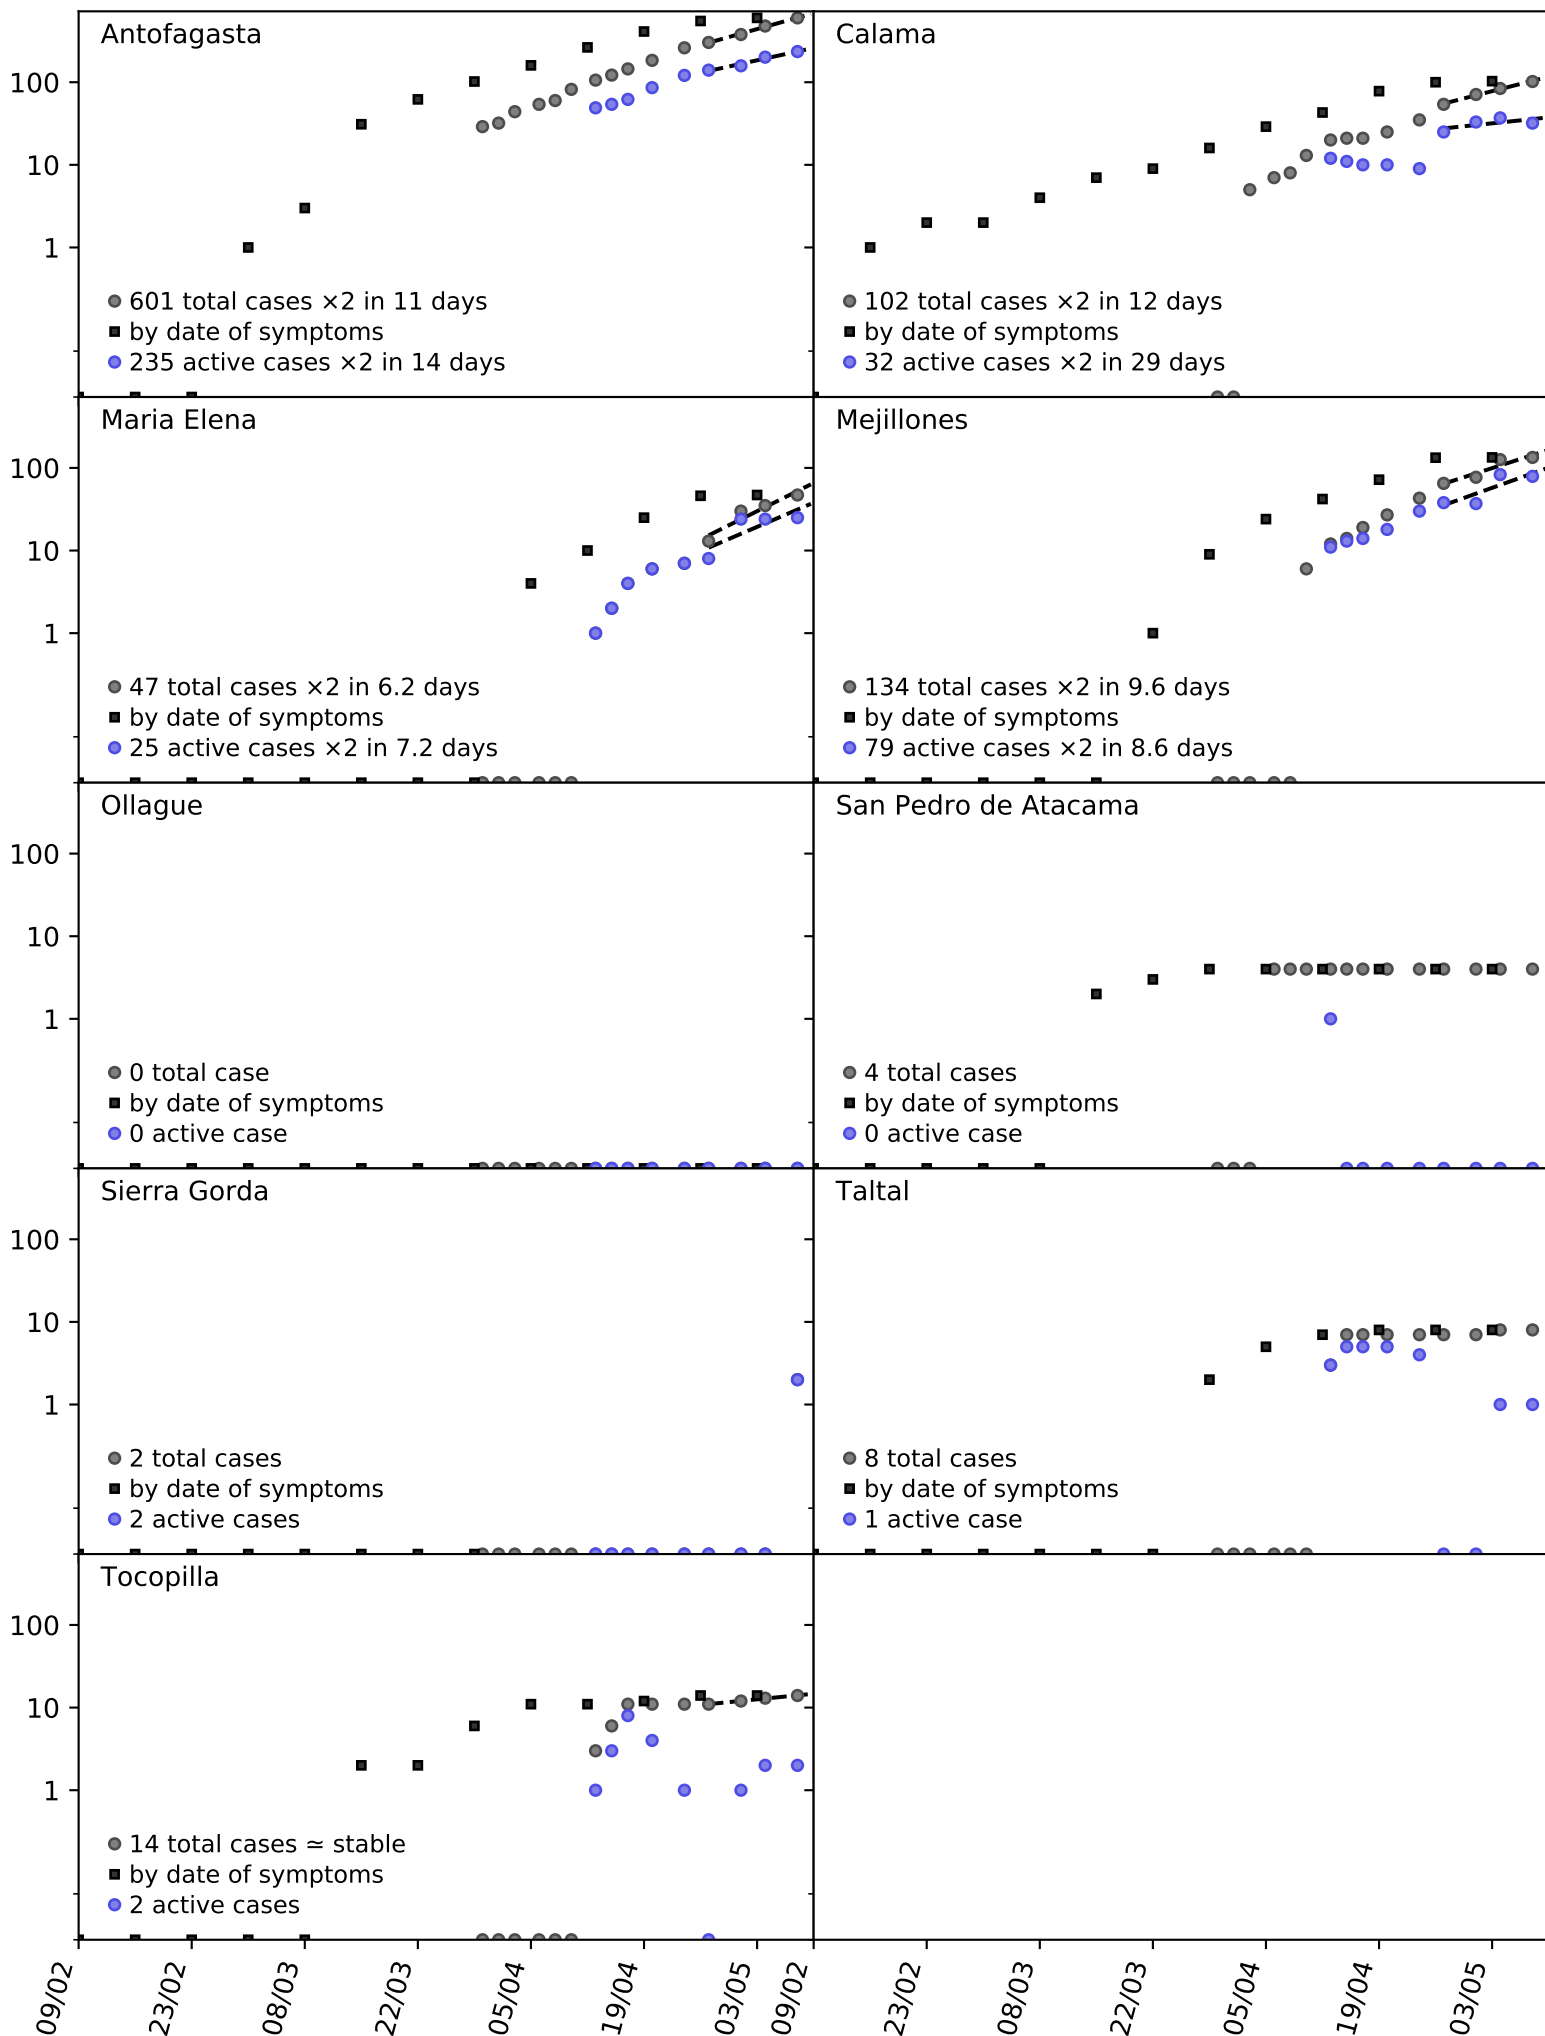 Antofagasta
100
10
1
601 total cases ×2 in 11 days
by date of symptoms
235 active cases ×2 in 14 days
Calama
102 total cases ×2 in 12 days
by date of symptoms
32 active cases ×2 in 29 days
Maria Elena
100
10
1
47 total cases ×2 in 6.2 days
by date of symptoms
25 active cases ×2 in 7.2 days
Mejillones
134 total cases ×2 in 9.6 days
by date of symptoms
79 active cases ×2 in 8.6 days
Ollague
100
10
1
0 total case
by date of symptoms
0 active case
San Pedro de Atacama
4 total cases
by date of symptoms
0 active case
Sierra Gorda
100
10
1
2 total cases
by date of symptoms
2 active cases
Taltal
8 total cases
by date of symptoms
1 active case
Tocopilla
100
10
1
14 total cases ≃ stable
by date of symptoms
2 active cases
09/02
23/02
08/03
22/03
05/04
19/04
03/05
09/02
23/02
08/03
22/03
05/04
19/04
03/05